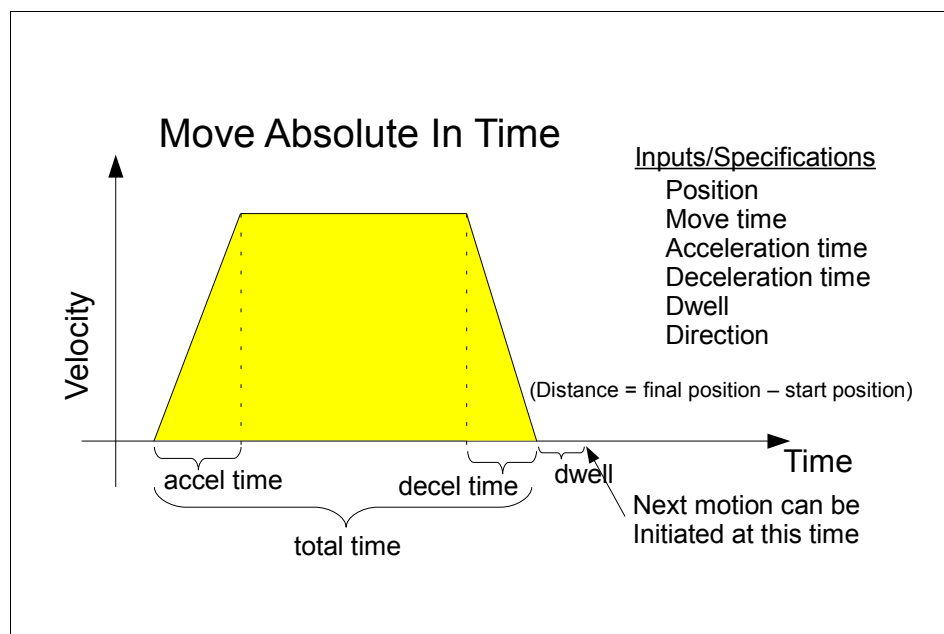 Move Absolute In Time
Inputs/Specifications
Position
Move time
Acceleration time
Deceleration time
Dwell
Direction
Velocity
(Distance = final position – start position)
Time
accel time
decel time
dwell
total time
Next motion can be
Initiated at this time